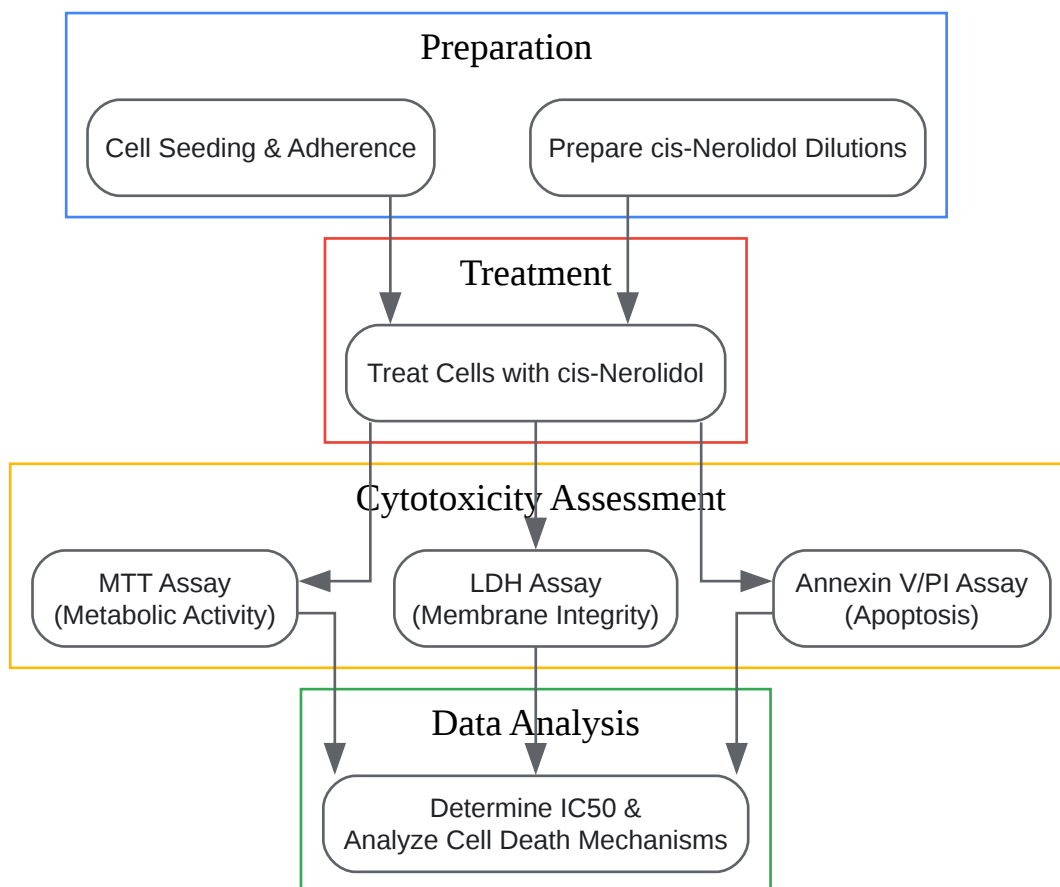 Preparation
Cell Seeding & Adherence
Prepare cis-Nerolidol Dilutions
Treatment
Treat Cells with cis-Nerolidol
Cytotoxicity Assessment
MTT Assay
(Metabolic Activity)
LDH Assay
(Membrane Integrity)
Annexin V/PI Assay
(Apoptosis)
Data Analysis
Determine IC50 &
Analyze Cell Death Mechanisms